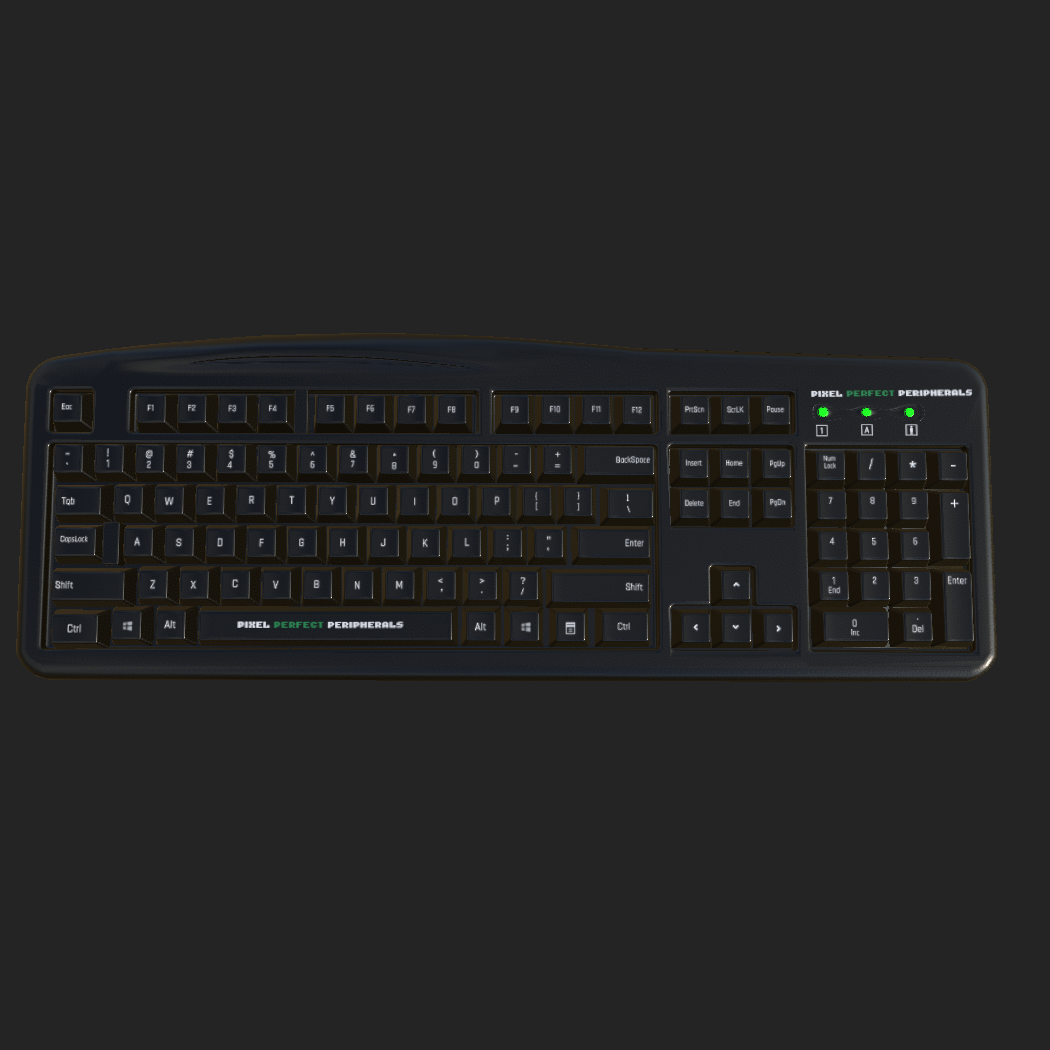 PIXEL PERFECT PERIPHERALS
Esc F1 F2 F3 F4 F5 F6 F7 F8 F9 F10 F11 F12 PrtScn ScrLK Pause
1 A
! @ # $ % ^ & * ( ) - +
1 2 3 4 5 6 7 8 9 0 - = BackSpace Insert Home PgUp Num Lock / * -
Tab Q W E R T Y U I O P { [ } ] | \ Delete End PgDn 7 8 9 +
CapsLock A S D F G H J K L : ; " Enter 4 5 6
Shift Z X C V B N M < , > . ? / Shift ^ 1 End 2 3 Enter
Ctrl Alt PIXEL PERFECT PERIPHERALS Alt Ctrl < ⌄ > 0 Inc . Del